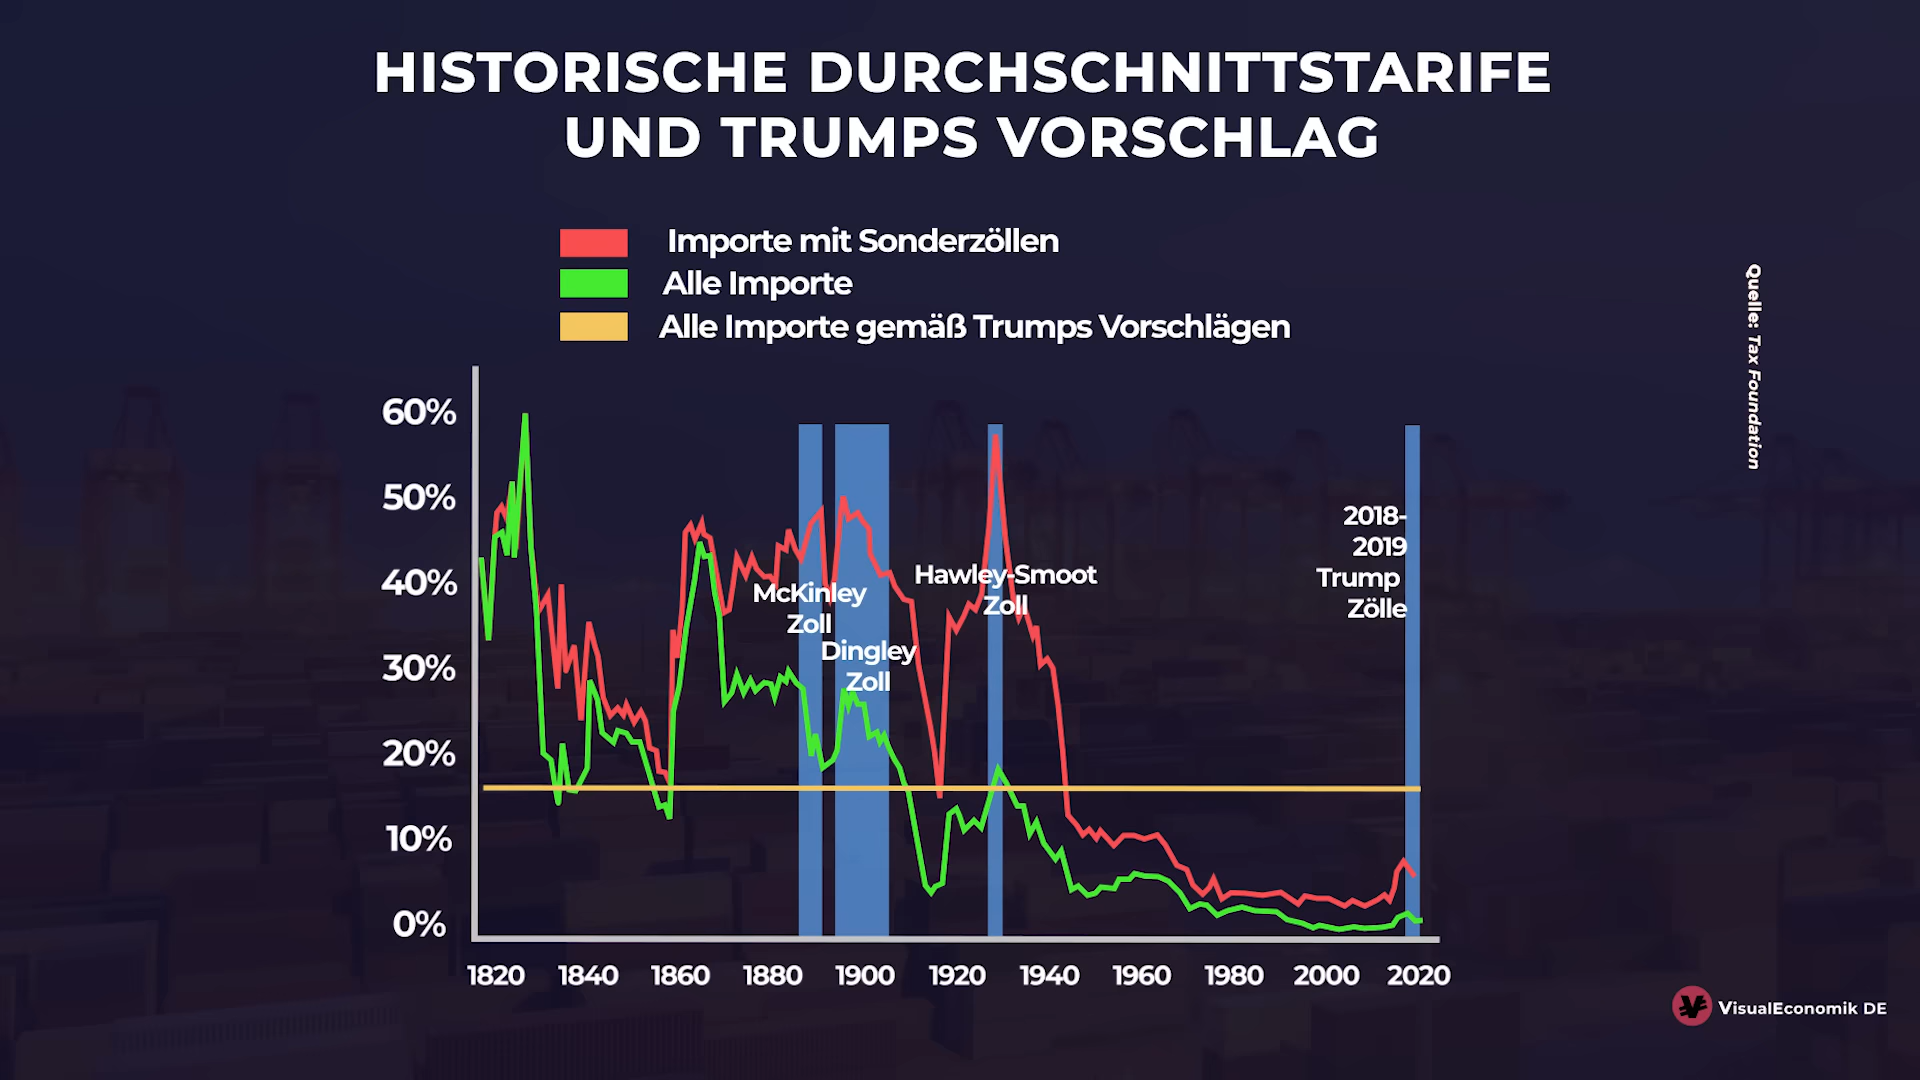 HISTORISCHE DURCHSCHNITTSTARIFE
UND TRUMPS VORSCHLAG
Importe mit Sonderzöllen
Alle Importe
Alle Importe gemäß Trumps Vorschlägen
Quelle: Tax Foundation
60%
50%
40%
30%
20%
10%
0%
McKinley
Zoll
Dingley
Zoll
Hawley-Smoot
Zoll
2018-
2019
Trump
Zölle
1820 1840 1860 1880 1900 1920 1940 1960 1980 2000 2020
VisualEconomik DE